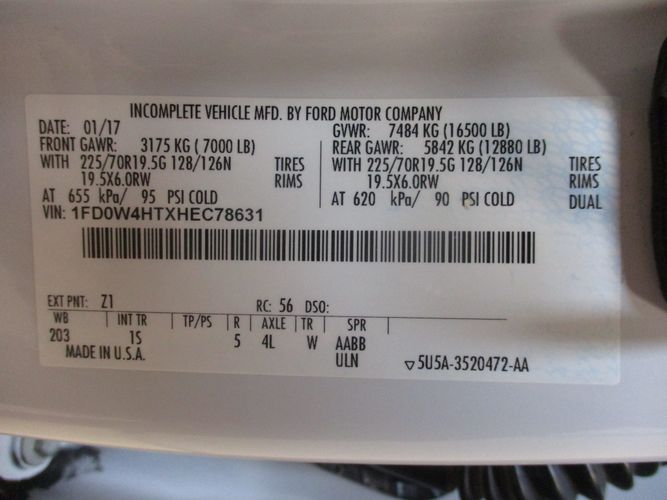 INCOMPLETE VEHICLE MFD. BY FORD MOTOR COMPANY
DATE: 01/17 GVWR: 7484 KG (16500 LB)
FRONT GAWR: 3175 KG (7000 LB) REAR GAWR: 5842 KG (12880 LB)
WITH 225/70R19.5G 128/126N TIRES WITH 225/70R19.5G 128/126N TIRES
19.5X6.0RW RIMS 19.5X6.0RW RIMS
AT 655 kPa/ 95 PSI COLD AT 620 kPa/ 90 PSI COLD DUAL
VIN: 1FD0W4HTXHEC78631
EXT PNT: Z1 RC: 56 DSO:
WB | INT TR | TP/PS | R | AXLE | TR | SPR |
203 1S 5 4L W AABB
MADE IN U.S.A. ULN ▽5U5A-3520472-AA